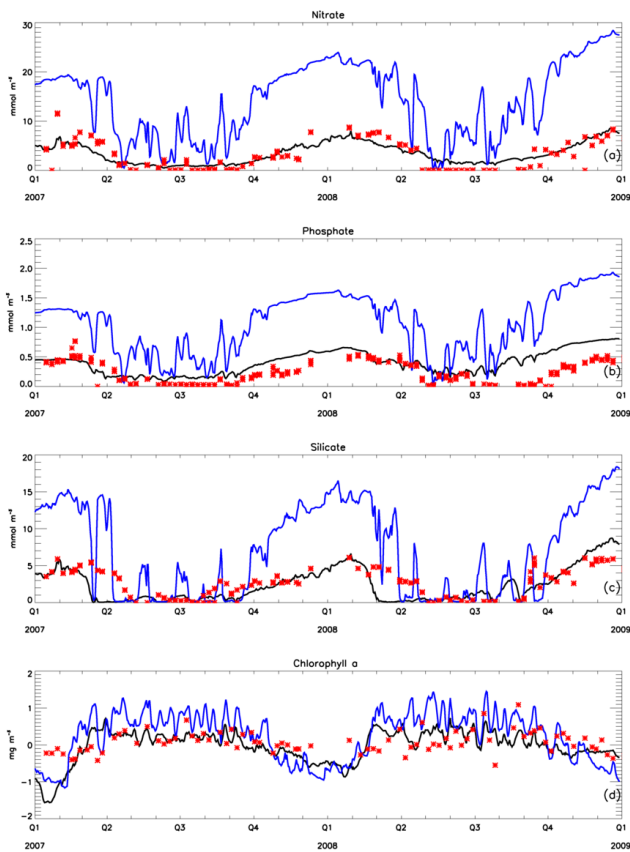 Nitrate
30
20
10
0
mmol m⁻³
(a)
Q1 Q2 Q3 Q4 Q1 Q2 Q3 Q4 Q1
2007 2008 2009
Phosphate
2.5
2.0
1.5
1.0
0.5
0.0
mmol m⁻³
(b)
Q1 Q2 Q3 Q4 Q1 Q2 Q3 Q4 Q1
2007 2008 2009
Silicate
20
15
10
5
0
mmol m⁻³
(c)
Q1 Q2 Q3 Q4 Q1 Q2 Q3 Q4 Q1
2007 2008 2009
Chlorophyll a
2
1
0
-1
-2
mg m⁻³
(d)
Q1 Q2 Q3 Q4 Q1 Q2 Q3 Q4 Q1
2007 2008 2009